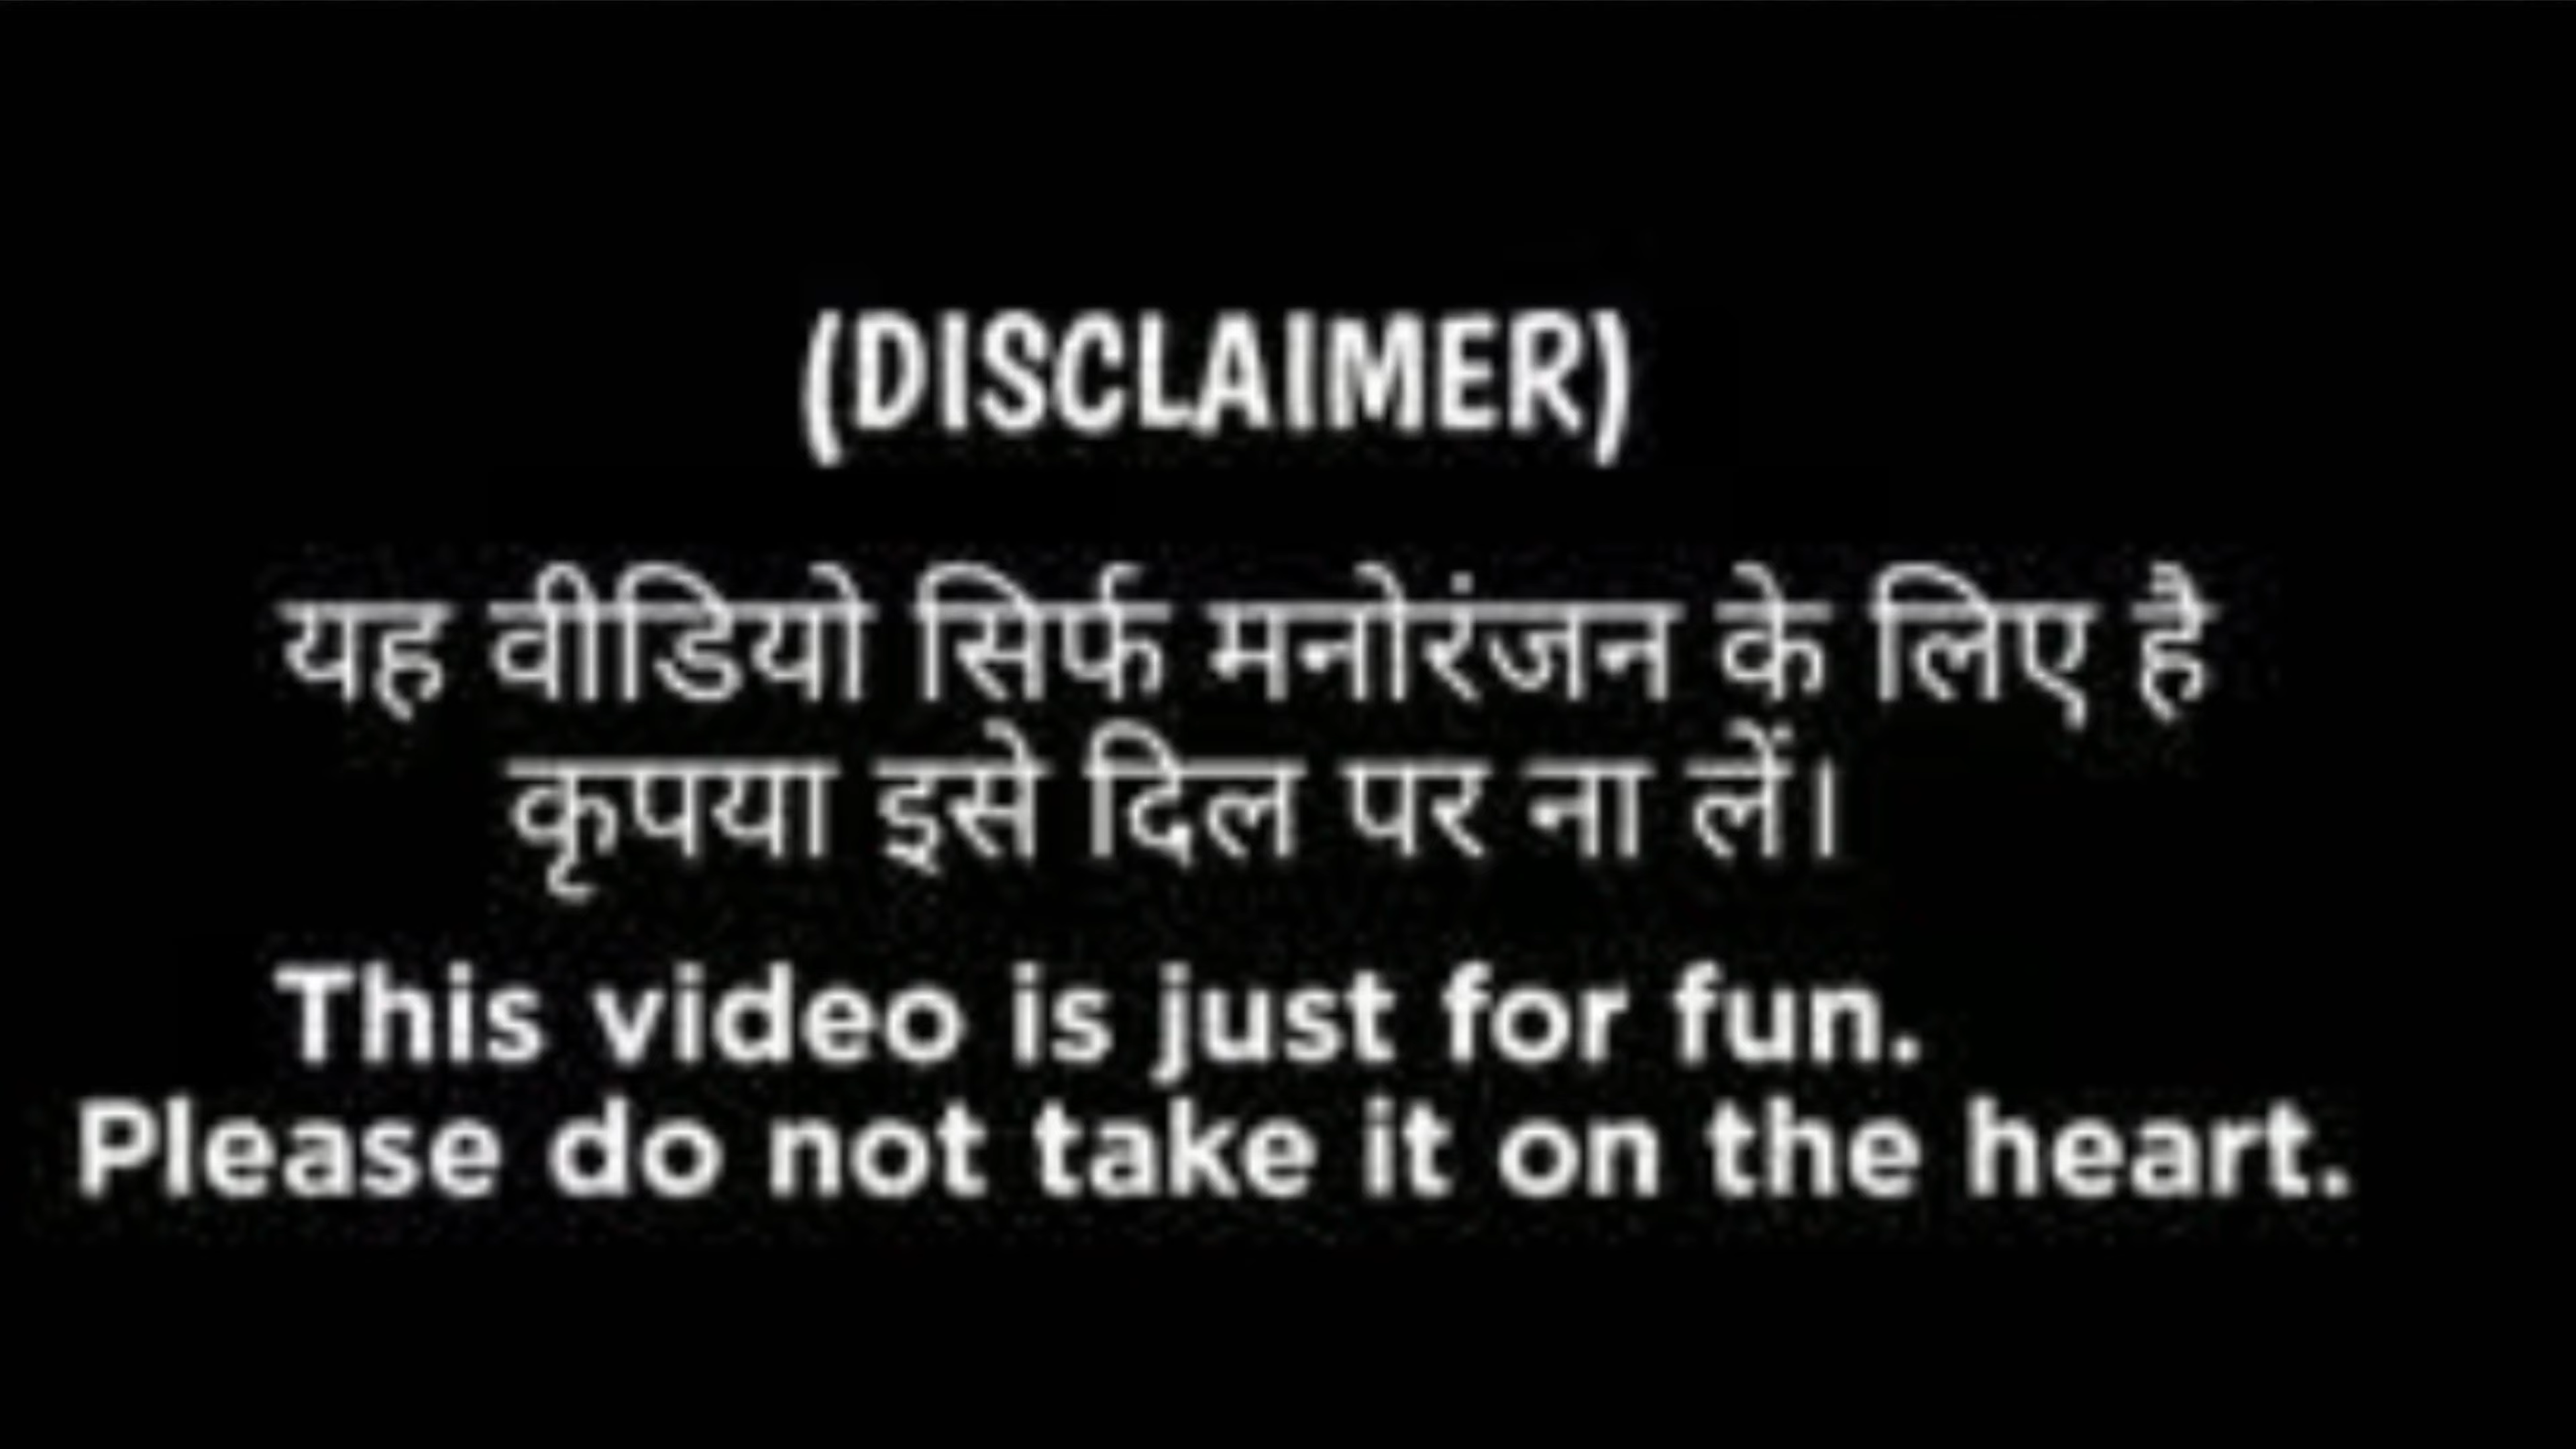 (DISCLAIMER)
यह वीडियो सिर्फ मनोरंजन के लिए है
कृपया इसे दिल पर ना लें।
This video is just for fun.
Please do not take it on the heart.